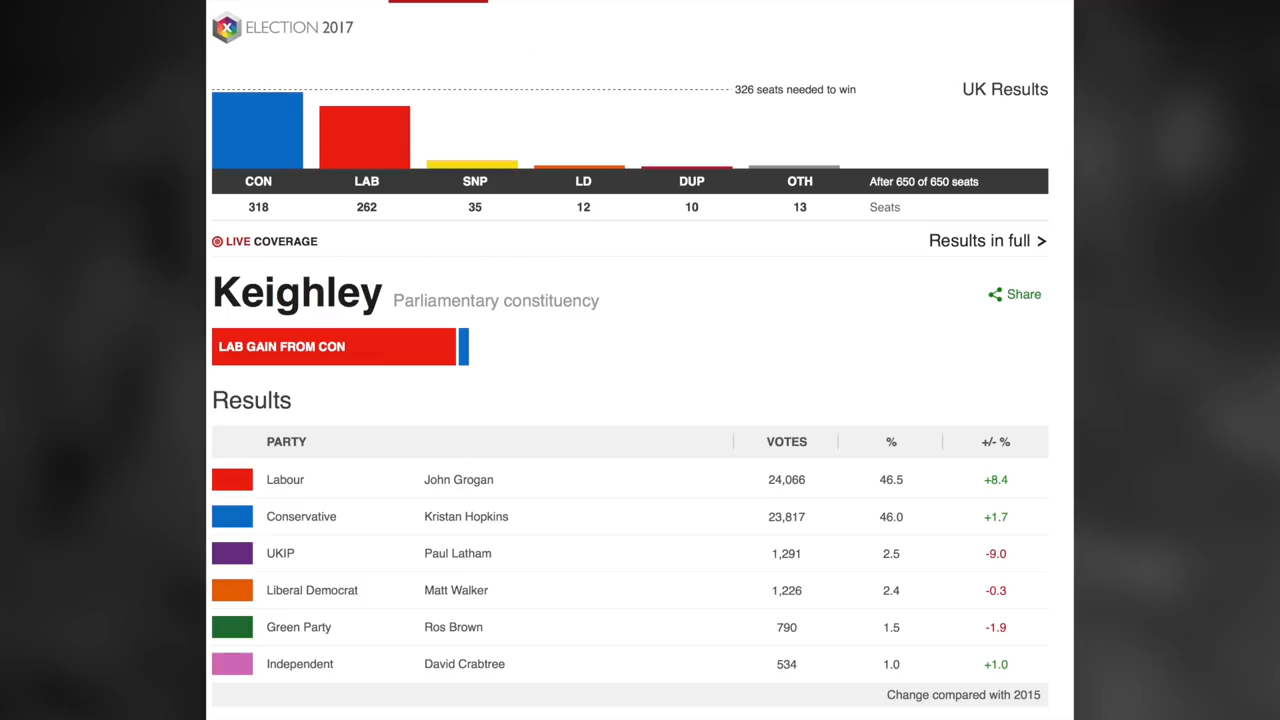 ELECTION 2017
326 seats needed to win
UK Results
CON LAB SNP LD DUP OTH After 650 of 650 seats
318 262 35 12 10 13 Seats
LIVE COVERAGE
Results in full >
Keighley Parliamentary constituency
Share
LAB GAIN FROM CON
Results
PARTY VOTES % +/- %
Labour John Grogan 24,066 46.5 +8.4
Conservative Kristan Hopkins 23,817 46.0 +1.7
UKIP Paul Latham 1,291 2.5 -9.0
Liberal Democrat Matt Walker 1,226 2.4 -0.3
Green Party Ros Brown 790 1.5 -1.9
Independent David Crabtree 534 1.0 +1.0
Change compared with 2015